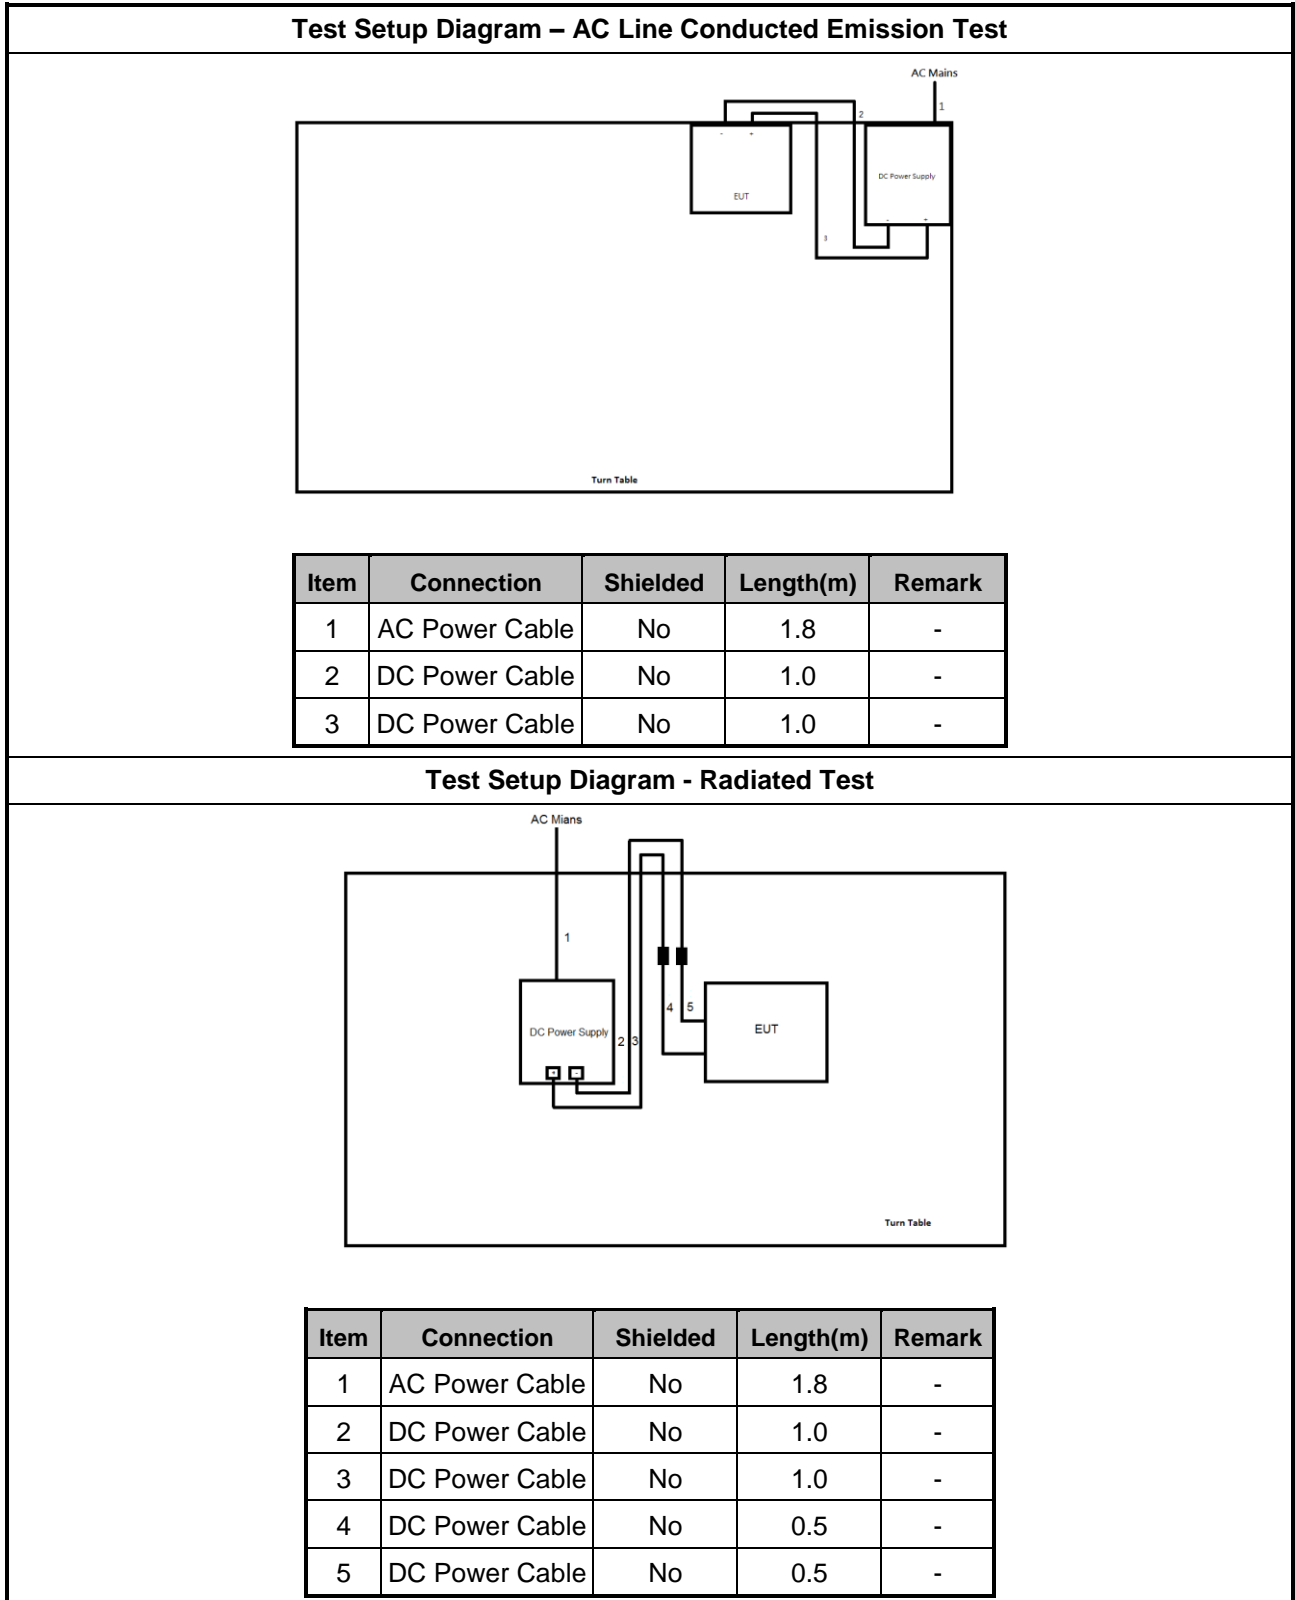 Test Setup Diagram – AC Line Conducted Emission Test
AC Mains
1
2
- +
DC Power Supply
EUT
- +
3
Turn Table
Item Connection Shielded Length(m) Remark
1 AC Power Cable No 1.8 -
2 DC Power Cable No 1.0 -
3 DC Power Cable No 1.0 -
Test Setup Diagram - Radiated Test
AC Mians
1
4 5
EUT
DC Power Supply
2 3
+ -
Turn Table
Item Connection Shielded Length(m) Remark
1 AC Power Cable No 1.8 -
2 DC Power Cable No 1.0 -
3 DC Power Cable No 1.0 -
4 DC Power Cable No 0.5 -
5 DC Power Cable No 0.5 -